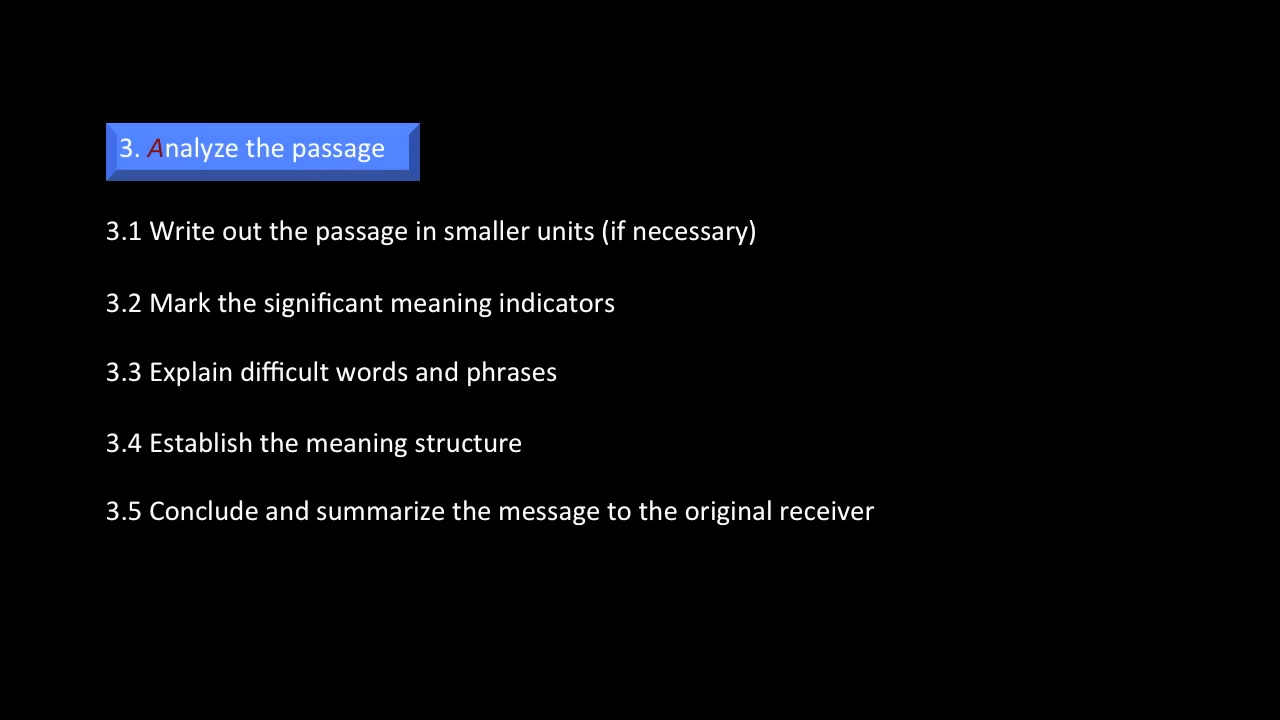 3. Analyze the passage
3.1 Write out the passage in smaller units (if necessary)
3.2 Mark the significant meaning indicators
3.3 Explain difficult words and phrases
3.4 Establish the meaning structure
3.5 Conclude and summarize the message to the original receiver